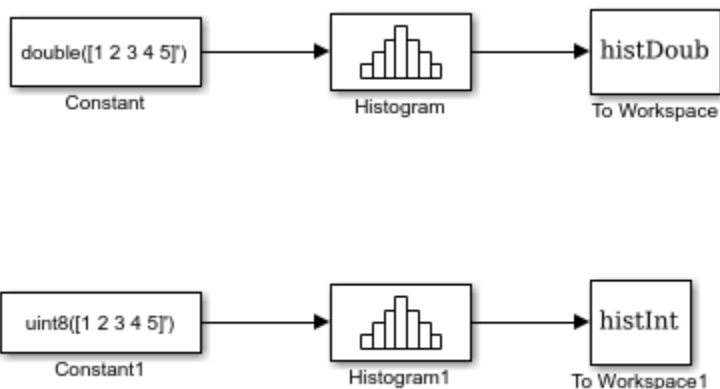 double([1 2 3 4 5]')
Constant
Histogram
histDoub
To Workspace
uint8([1 2 3 4 5]')
Constant1
Histogram1
histInt
To Workspace1